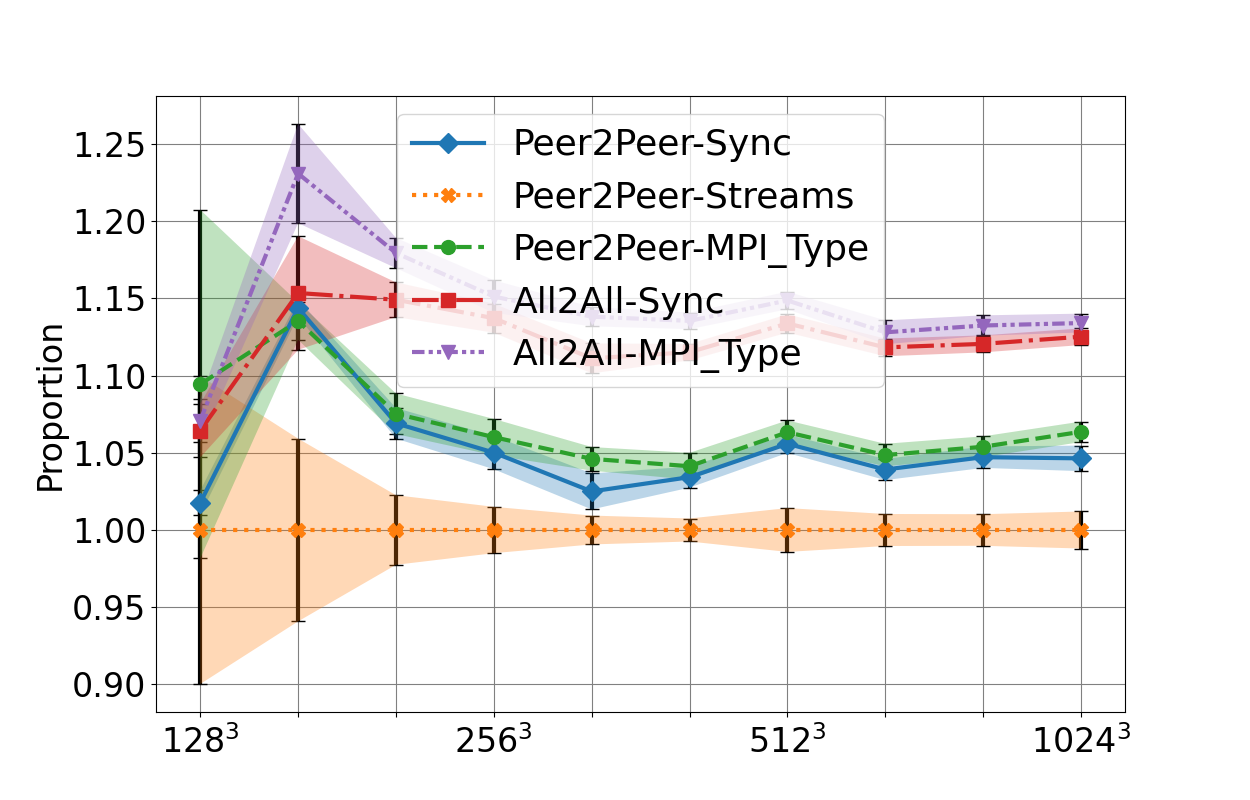 Proportion
1.25
1.20
1.15
1.10
1.05
1.00
0.95
0.90
Peer2Peer-Sync
Peer2Peer-Streams
Peer2Peer-MPI_Type
All2All-Sync
All2All-MPI_Type
128³ 256³ 512³ 1024³